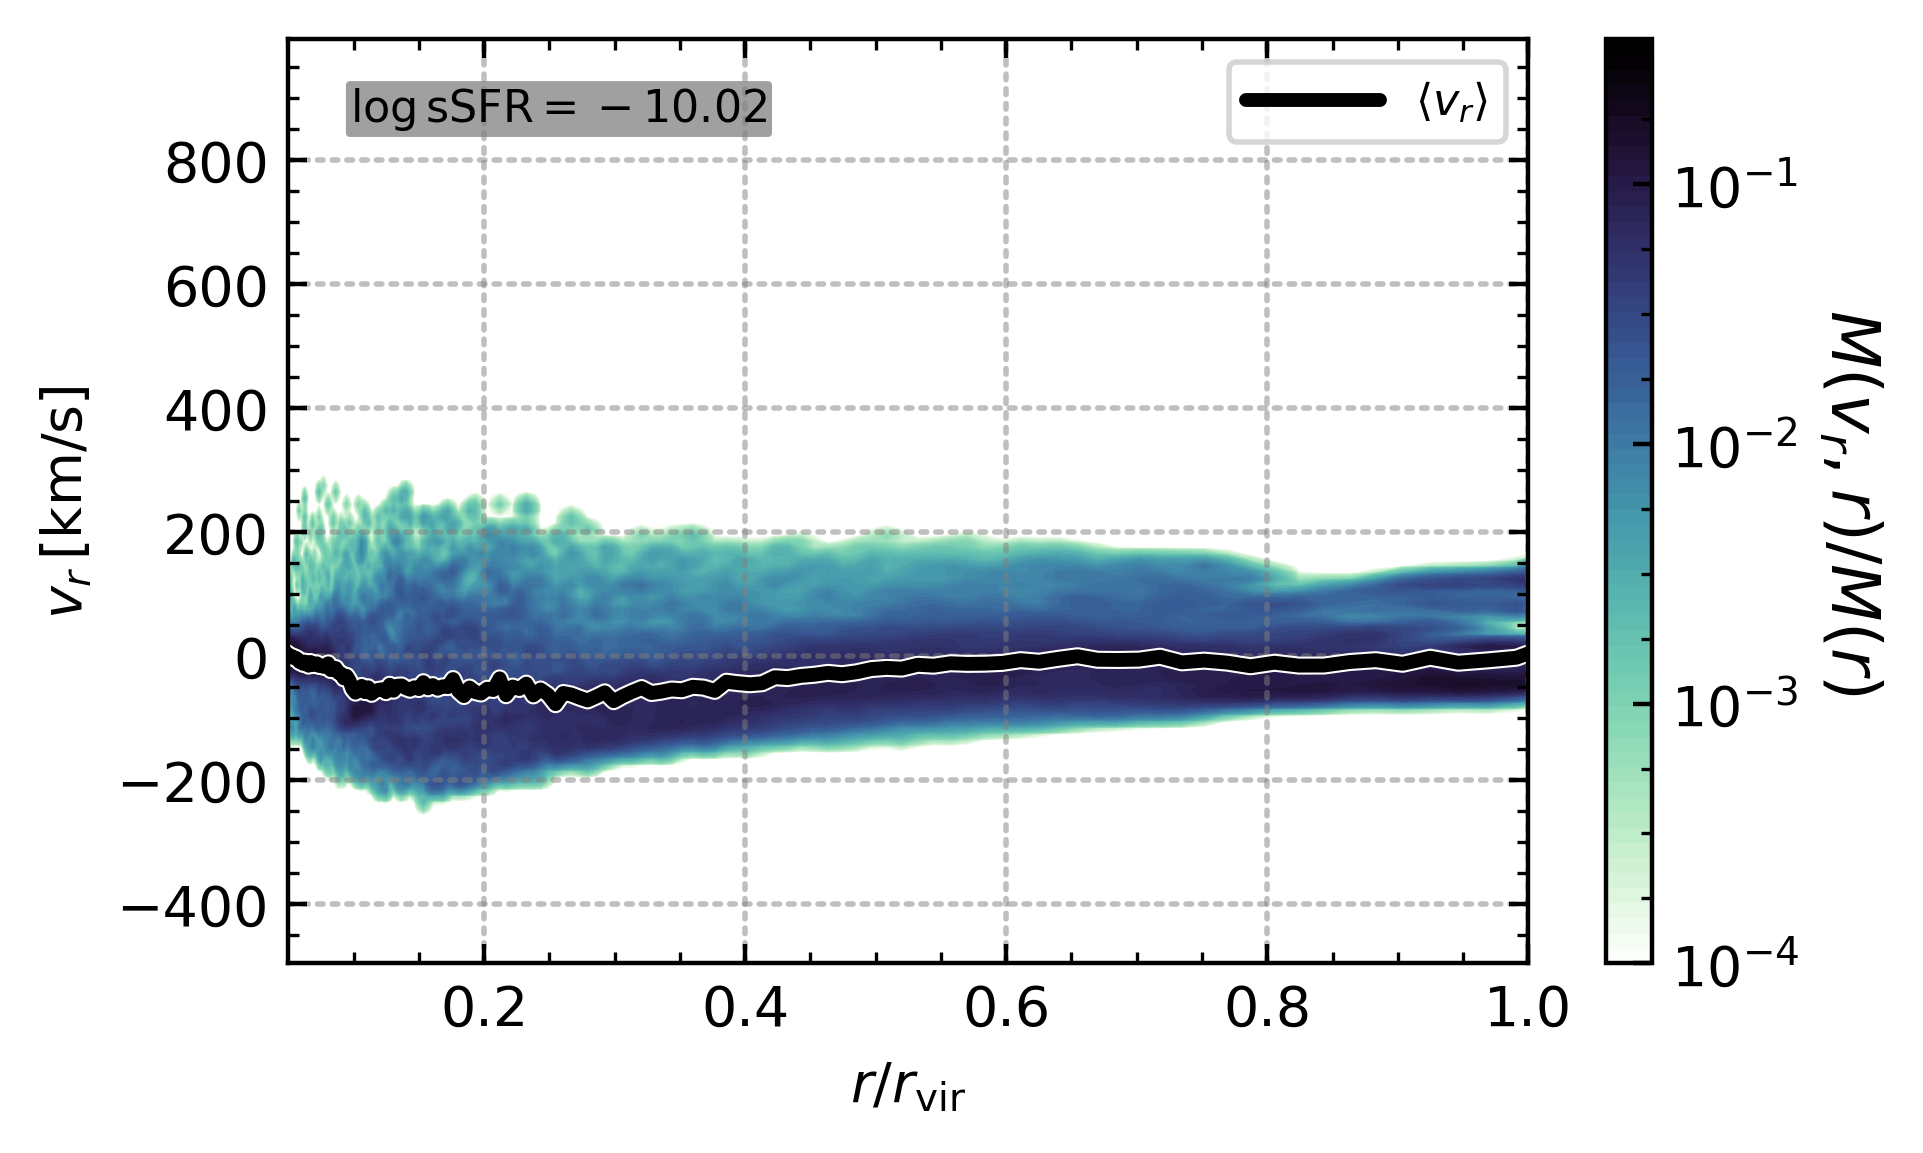 log sSFR = −10.02
⟨v_r⟩
800
600
400
200
0
−200
−400
v_r [km/s]
0.2 0.4 0.6 0.8 1.0
r/r_vir
10⁻¹
10⁻²
10⁻³
10⁻⁴
M(v_r, r)/M(r)